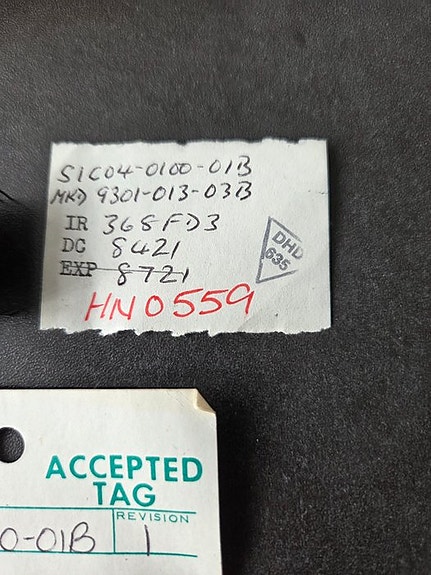 S1C04-0100-01B
MKD 9301-013-03B
IR 368FD3
DC 8421
EXP 8721
HN0559
DHD
635
ACCEPTED
TAG
REVISION
0-01B 1